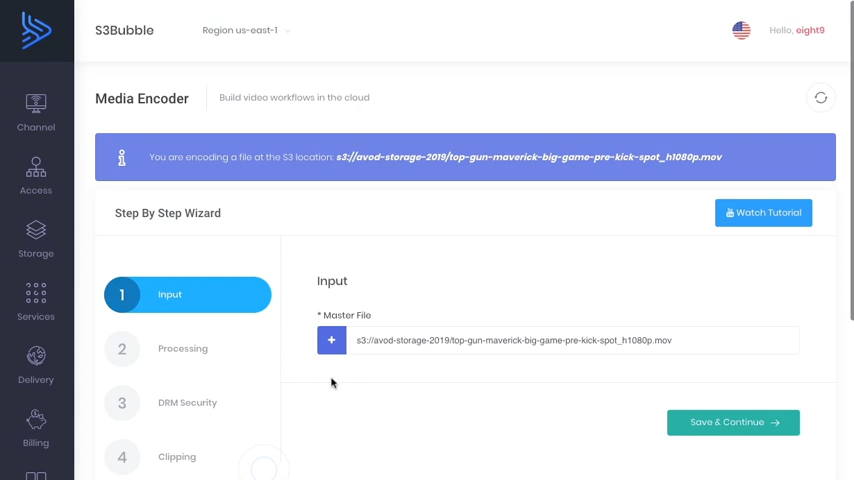 S3Bubble
Region us-east-1
Hello, eight9
Channel
Access
Storage
Services
Delivery
Billing
Media Encoder
Build video workflows in the cloud
You are encoding a file at the S3 location: s3://avod-storage-2019/top-gun-maverick-big-game-pre-kick-spot_h1080p.mov
Step By Step Wizard
Watch Tutorial
1 Input
2 Processing
3 DRM Security
4 Clipping
Input
* Master File
+ s3://avod-storage-2019/top-gun-maverick-big-game-pre-kick-spot_h1080p.mov
Save & Continue →